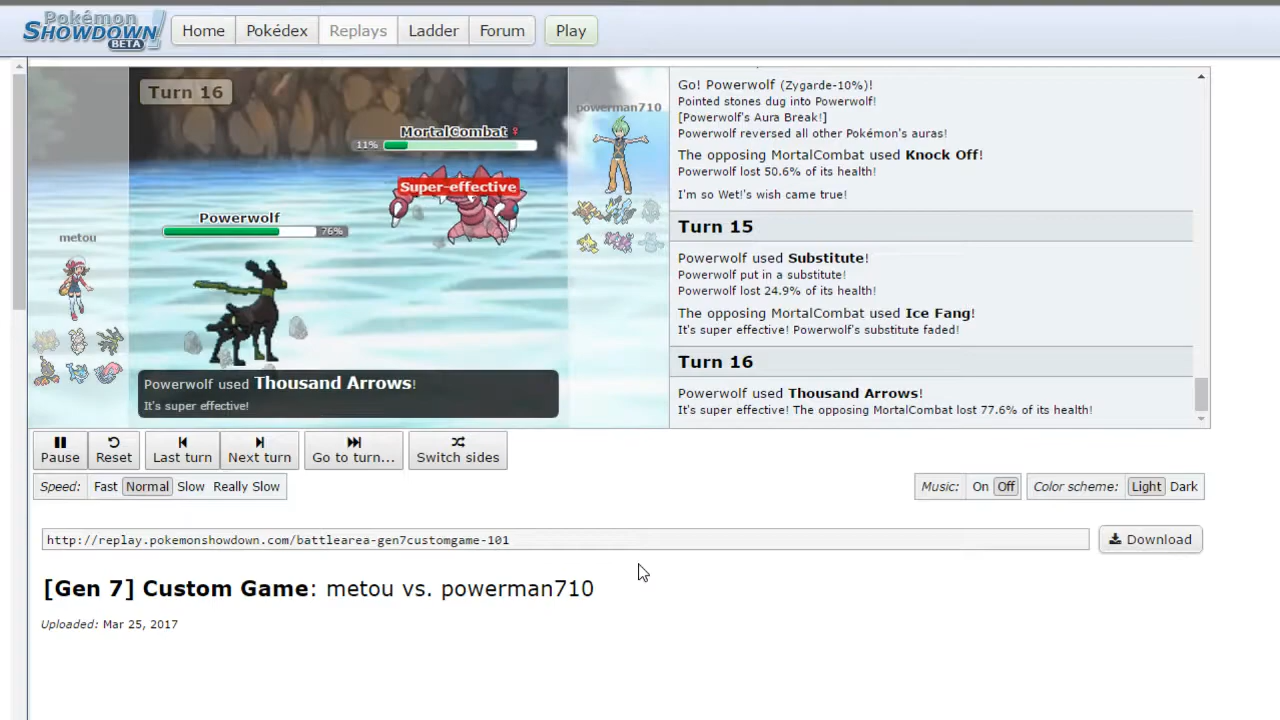 Pokémon
SHOWDOWN!
BETA
Home
Pokédex
Replays
Ladder
Forum
Play
Turn 16
powerman710
MortalCombat ♀
11%
Super-effective
Powerwolf
76%
metou
Powerwolf used Thousand Arrows!
It's super effective!
Go! Powerwolf (Zygarde-10%)!
Pointed stones dug into Powerwolf!
[Powerwolf's Aura Break!]
Powerwolf reversed all other Pokémon's auras!
The opposing MortalCombat used Knock Off!
Powerwolf lost 50.6% of its health!
I'm so Wet!'s wish came true!
Turn 15
Powerwolf used Substitute!
Powerwolf put in a substitute!
Powerwolf lost 24.9% of its health!
The opposing MortalCombat used Ice Fang!
It's super effective! Powerwolf's substitute faded!
Turn 16
Powerwolf used Thousand Arrows!
It's super effective! The opposing MortalCombat lost 77.6% of its health!
Pause
Reset
Last turn
Next turn
Go to turn...
Switch sides
Speed: Fast Normal Slow Really Slow
Music: On Off
Color scheme: Light Dark
http://replay.pokemonshowdown.com/battlearea-gen7customgame-101
Download
[Gen 7] Custom Game: metou vs. powerman710
Uploaded: Mar 25, 2017